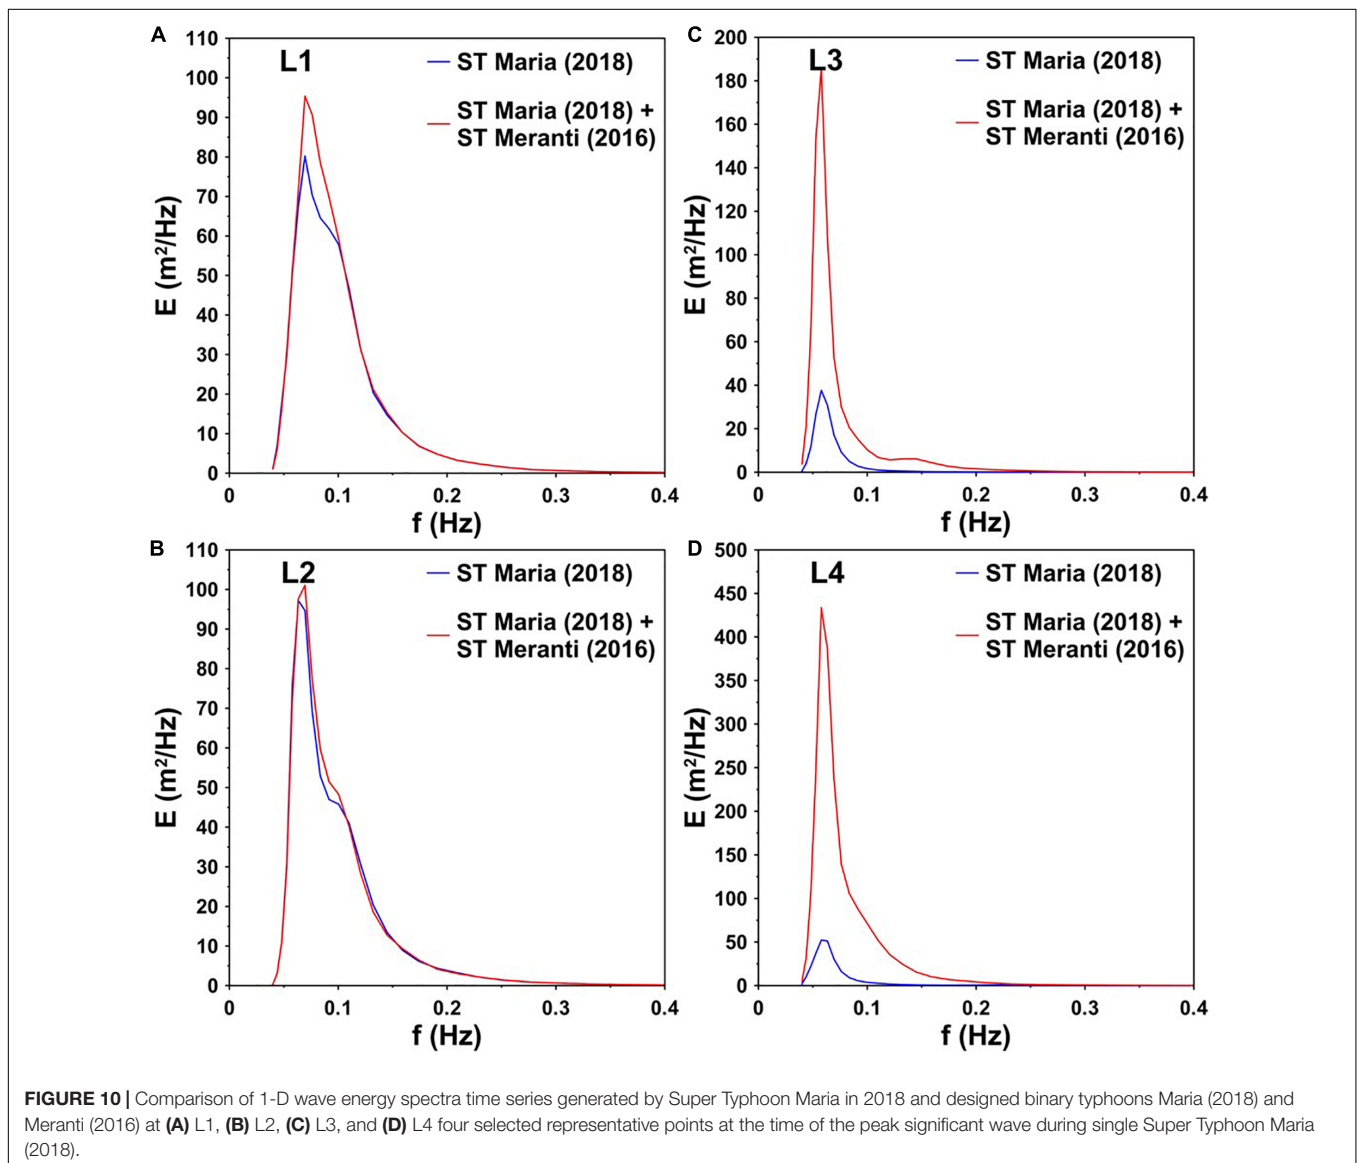 A
L1
ST Maria (2018)
ST Maria (2018) +
ST Meranti (2016)
E (m²/Hz)
110
100
90
80
70
60
50
40
30
20
10
0
0 0.1 0.2 0.3 0.4
f (Hz)
C
L3
ST Maria (2018)
ST Maria (2018) +
ST Meranti (2016)
E (m²/Hz)
200
180
160
140
120
100
80
60
40
20
0
0 0.1 0.2 0.3 0.4
f (Hz)
B
L2
ST Maria (2018)
ST Maria (2018) +
ST Meranti (2016)
E (m²/Hz)
110
100
90
80
70
60
50
40
30
20
10
0
0 0.1 0.2 0.3 0.4
f (Hz)
D
L4
ST Maria (2018)
ST Maria (2018) +
ST Meranti (2016)
E (m²/Hz)
500
450
400
350
300
250
200
150
100
50
0
0 0.1 0.2 0.3 0.4
f (Hz)
FIGURE 10 | Comparison of 1-D wave energy spectra time series generated by Super Typhoon Maria in 2018 and designed binary typhoons Maria (2018) and
Meranti (2016) at (A) L1, (B) L2, (C) L3, and (D) L4 four selected representative points at the time of the peak significant wave during single Super Typhoon Maria
(2018).